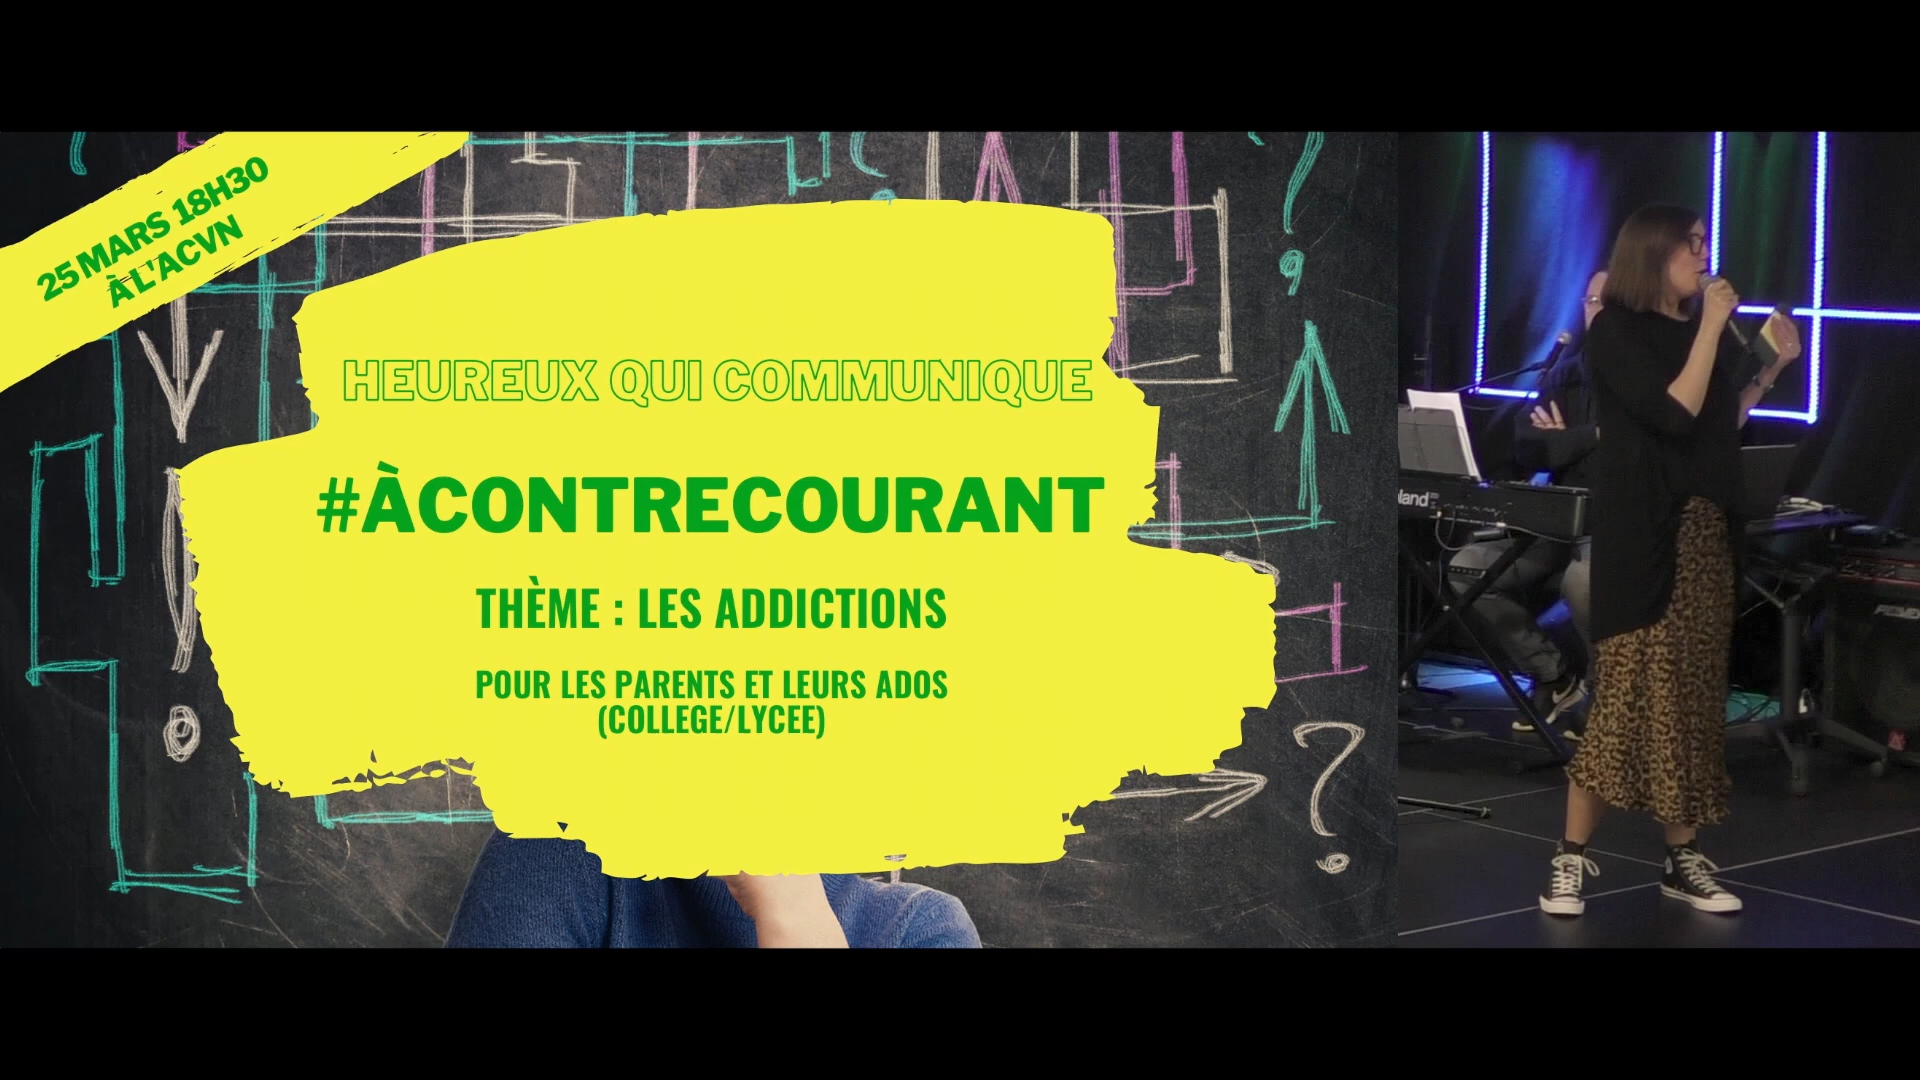 25 MARS 18H30
À L'ACVN
HEUREUX QUI COMMUNIQUE
#ÀCONTRECOURANT
THÈME : LES ADDICTIONS
POUR LES PARENTS ET LEURS ADOS
(COLLEGE/LYCEE)